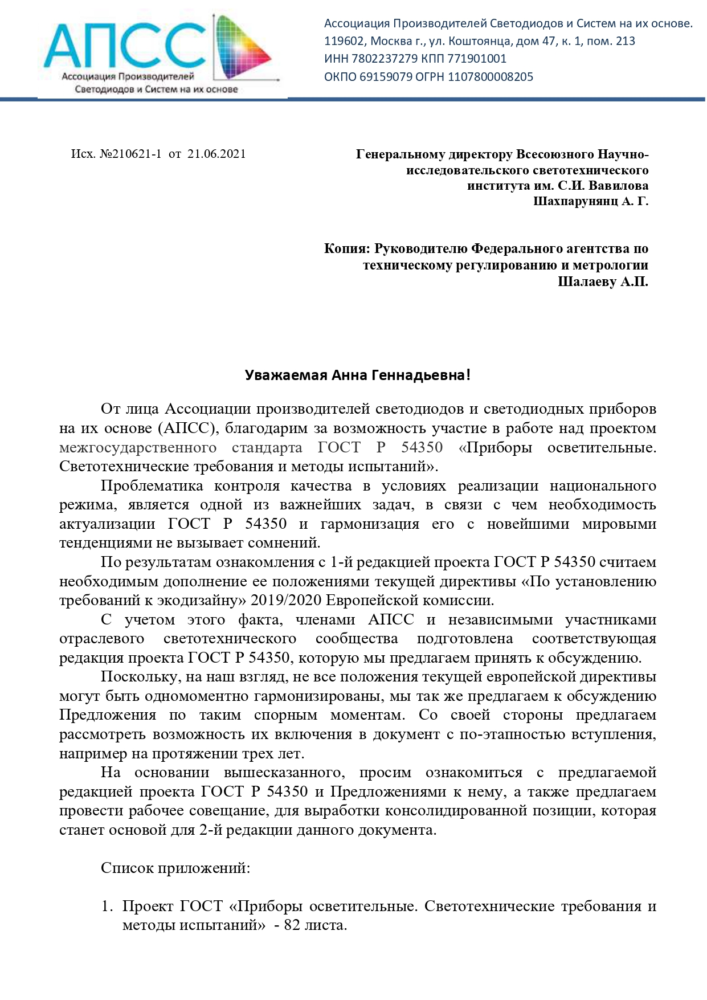 АПСС
Ассоциация Производителей
Светодиодов и Систем на их основе
Ассоциация Производителей Светодиодов и Систем на их основе.
119602, Москва г., ул. Коштоянца, дом 47, к. 1, пом. 213
ИНН 7802237279 КПП 771901001
ОКПО 69159079 ОГРН 1107800008205
Исх. №210621-1 от 21.06.2021
Генеральному директору Всесоюзного Научно-
исследовательского светотехнического
института им. С.И. Вавилова
Шахпарунянц А. Г.
Копия: Руководителю Федерального агентства по
техническому регулированию и метрологии
Шалаеву А.П.
Уважаемая Анна Геннадьевна!
От лица Ассоциации производителей светодиодов и светодиодных приборов
на их основе (АПСС), благодарим за возможность участие в работе над проектом
межгосударственного стандарта ГОСТ Р 54350 «Приборы осветительные.
Светотехнические требования и методы испытаний».
Проблематика контроля качества в условиях реализации национального
режима, является одной из важнейших задач, в связи с чем необходимость
актуализации ГОСТ Р 54350 и гармонизация его с новейшими мировыми
тенденциями не вызывает сомнений.
По результатам ознакомления с 1-й редакцией проекта ГОСТ Р 54350 считаем
необходимым дополнение ее положениями текущей директивы «По установлению
требований к экодизайну» 2019/2020 Европейской комиссии.
С учетом этого факта, членами АПСС и независимыми участниками
отраслевого светотехнического сообщества подготовлена соответствующая
редакция проекта ГОСТ Р 54350, которую мы предлагаем принять к обсуждению.
Поскольку, на наш взгляд, не все положения текущей европейской директивы
могут быть одномоментно гармонизированы, мы так же предлагаем к обсуждению
Предложения по таким спорным моментам. Со своей стороны предлагаем
рассмотреть возможность их включения в документ с по-этапностью вступления,
например на протяжении трех лет.
На основании вышесказанного, просим ознакомиться с предлагаемой
редакцией проекта ГОСТ Р 54350 и Предложениями к нему, а также предлагаем
провести рабочее совещание, для выработки консолидированной позиции, которая
станет основой для 2-й редакции данного документа.
Список приложений:
1. Проект ГОСТ «Приборы осветительные. Светотехнические требования и
методы испытаний» - 82 листа.